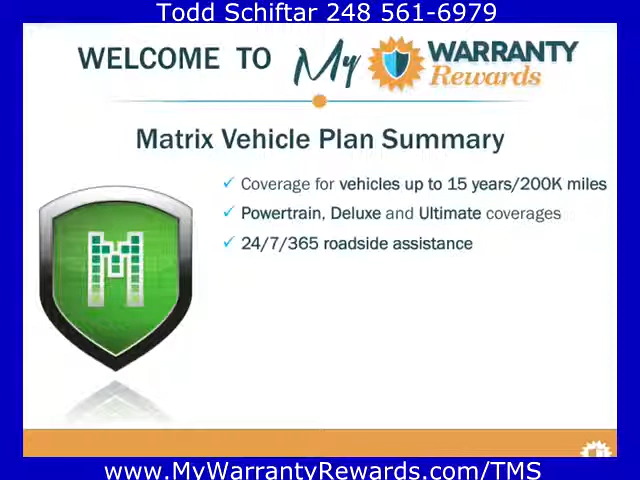 Todd Schiftar 248 561-6979
WELCOME TO My WARRANTY Rewards
Matrix Vehicle Plan Summary
✓ Coverage for vehicles up to 15 years/200K miles
✓ Powertrain, Deluxe and Ultimate coverages
✓ 24/7/365 roadside assistance
M
www.MyWarrantyRewards.com/TMS